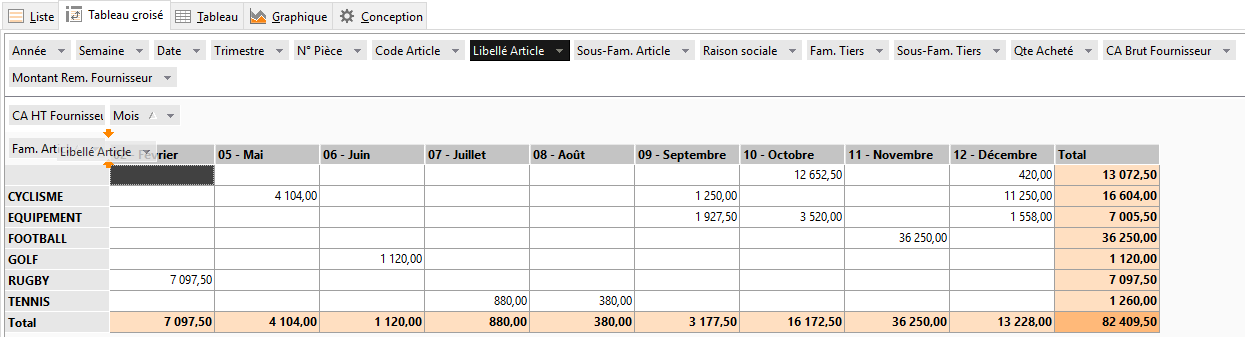 Liste Tableau croisé Tableau Graphique Conception
Année Semaine Date Trimestre N° Pièce Code Article Libellé Article Sous-Fam. Article Raison sociale Fam. Tiers Sous-Fam. Tiers Qte Acheté CA Brut Fournisseur
Montant Rem. Fournisseur
CA HT Fournisseu Mois
Fam. Art Libellé Article
Février 05 - Mai 06 - Juin 07 - Juillet 08 - Août 09 - Septembre 10 - Octobre 11 - Novembre 12 - Décembre Total
12 652,50 420,00 13 072,50
CYCLISME 4 104,00 1 250,00 11 250,00 16 604,00
EQUIPEMENT 1 927,50 3 520,00 1 558,00 7 005,50
FOOTBALL 36 250,00 36 250,00
GOLF 1 120,00 1 120,00
RUGBY 7 097,50 7 097,50
TENNIS 880,00 380,00 1 260,00
Total 7 097,50 4 104,00 1 120,00 880,00 380,00 3 177,50 16 172,50 36 250,00 13 228,00 82 409,50